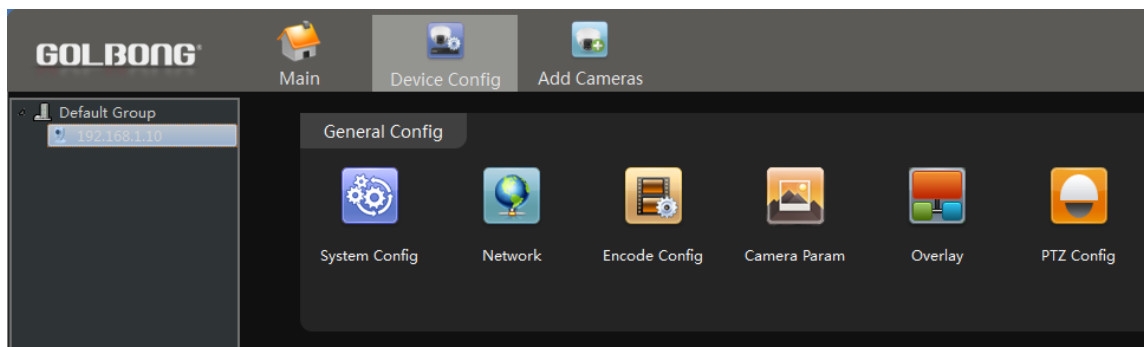 GOLBONG®
Main
Device Config
Add Cameras
Default Group
192.168.1.10
General Config
System Config
Network
Encode Config
Camera Param
Overlay
PTZ Config